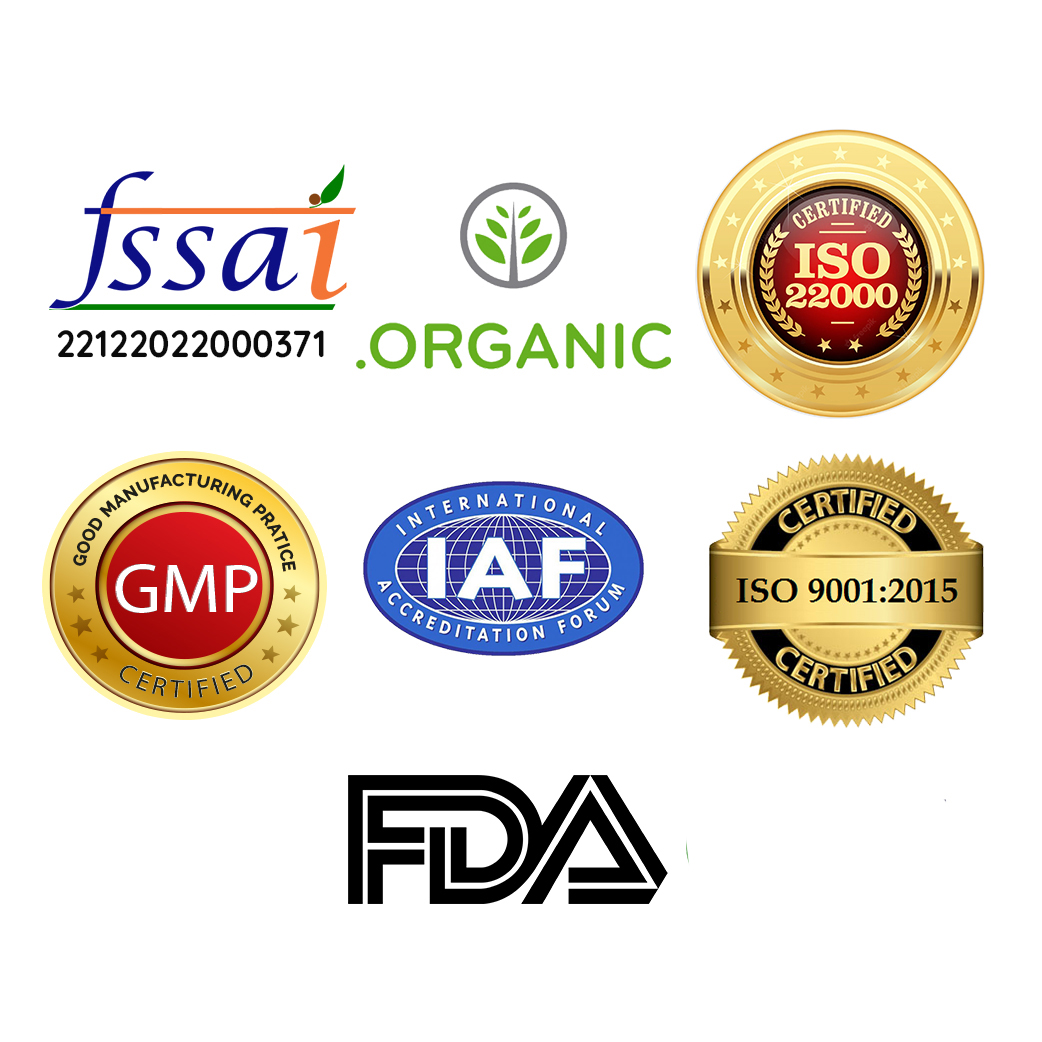 fssai
22122022000371
.ORGANIC
CERTIFIED
ISO
22000
GOOD MANUFACTURING PRATICE
GMP
CERTIFIED
INTERNATIONAL
IAF
ACCREDITATION FORUM
CERTIFIED
ISO 9001:2015
CERTIFIED
FDA